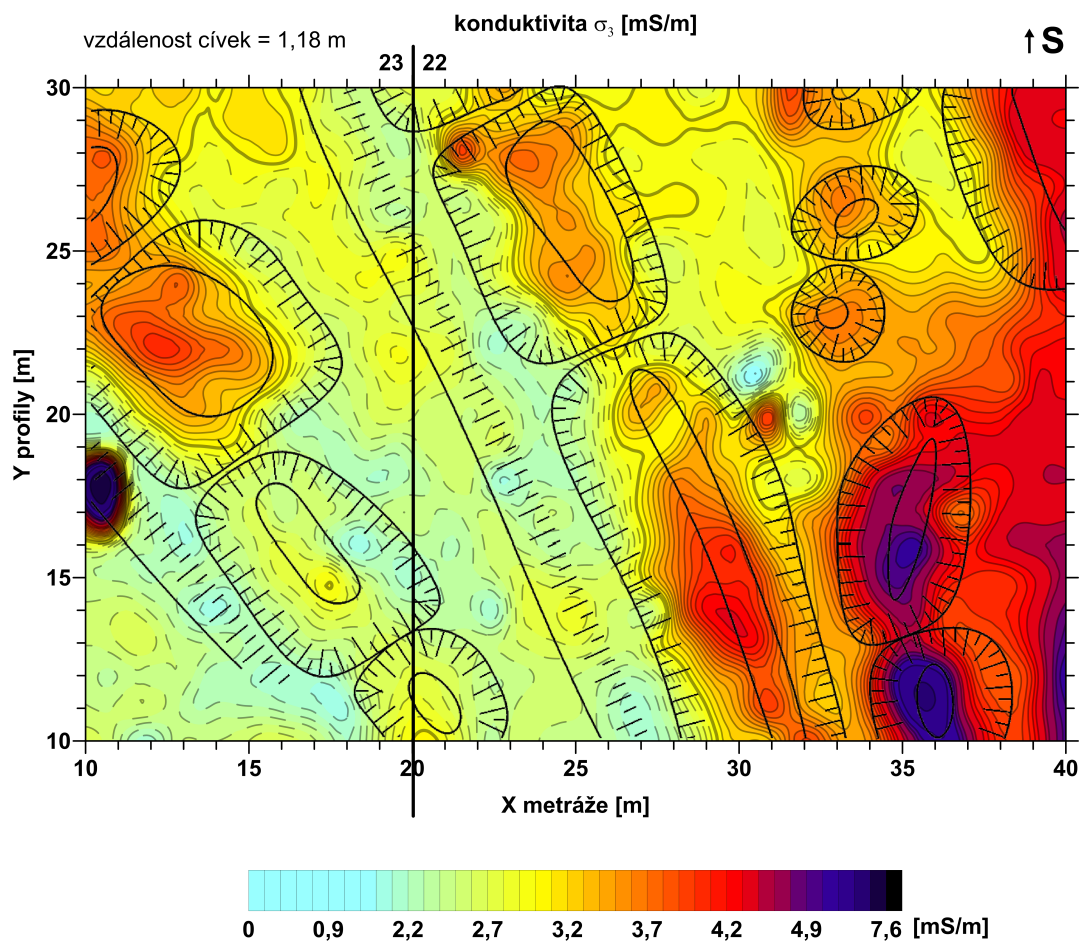 konduktivita σ₃ [mS/m]
vzdálenost cívek = 1,18 m
↑ S
23 22
30
25
20
15
10
Y profily [m]
10 15 20 25 30 35 40
X metráže [m]
0 0,9 2,2 2,7 3,2 3,7 4,2 4,9 7,6 [mS/m]